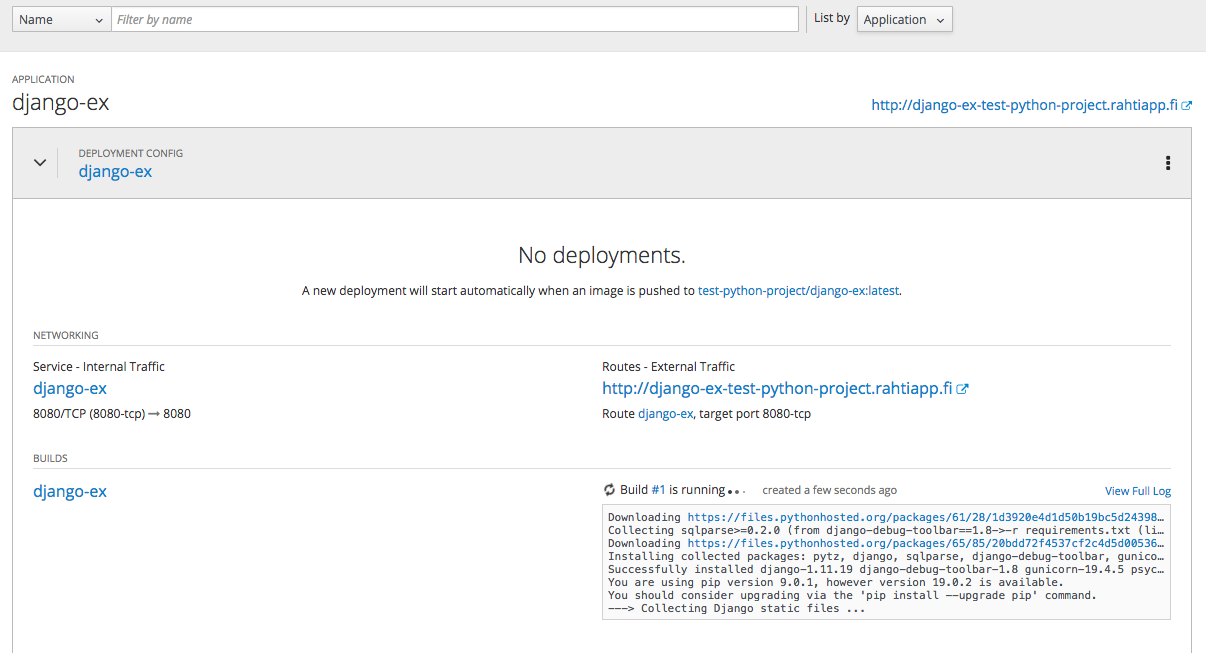 Name Filter by name List by Application
APPLICATION
django-ex http://django-ex-test-python-project.rahtiapp.fi
DEPLOYMENT CONFIG
django-ex
No deployments.
A new deployment will start automatically when an image is pushed to test-python-project/django-ex:latest.
NETWORKING
Service - Internal Traffic
django-ex
8080/TCP (8080-tcp) → 8080
Routes - External Traffic
http://django-ex-test-python-project.rahtiapp.fi
Route django-ex, target port 8080-tcp
BUILDS
django-ex
Build #1 is running created a few seconds ago View Full Log
Downloading https://files.pythonhosted.org/packages/61/28/1d3920e4d1d50b19bc5d24398…
Collecting sqlparse>=0.2.0 (from django-debug-toolbar==1.8->-r requirements.txt (li…
Downloading https://files.pythonhosted.org/packages/65/85/20bdd72f4537cf2c4d5d00536…
Installing collected packages: pytz, django, sqlparse, django-debug-toolbar, gunico…
Successfully installed django-1.11.19 django-debug-toolbar-1.8 gunicorn-19.4.5 psyc…
You are using pip version 9.0.1, however version 19.0.2 is available.
You should consider upgrading via the 'pip install --upgrade pip' command.
---> Collecting Django static files ...